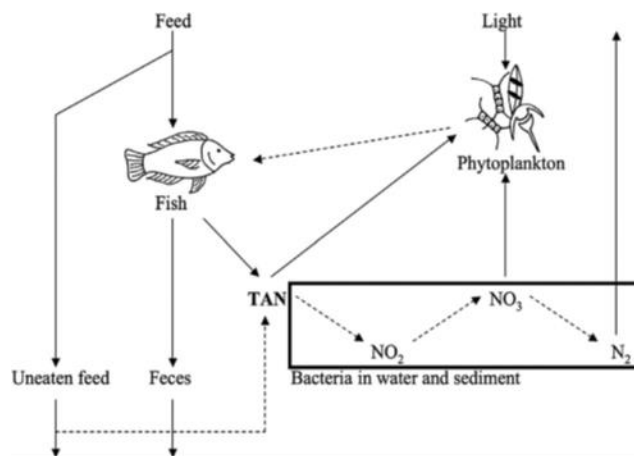 Feed
Light
Phytoplankton
Fish
TAN
NO3
NO2
N2
Uneaten feed
Feces
Bacteria in water and sediment